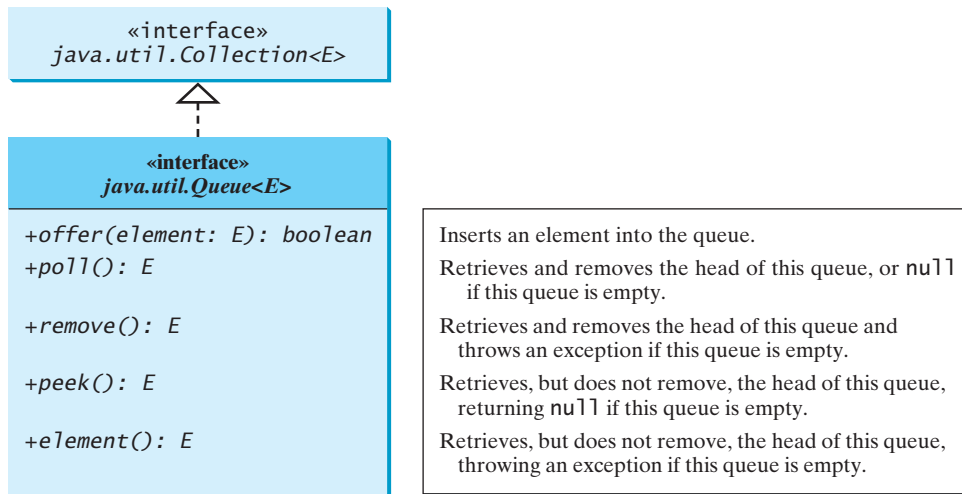 «interface»
java.util.Collection<E>
«interface»
java.util.Queue<E>
+offer(element: E): boolean
Inserts an element into the queue.
+poll(): E
Retrieves and removes the head of this queue, or null
if this queue is empty.
+remove(): E
Retrieves and removes the head of this queue and
throws an exception if this queue is empty.
+peek(): E
Retrieves, but does not remove, the head of this queue,
returning null if this queue is empty.
+element(): E
Retrieves, but does not remove, the head of this queue,
throwing an exception if this queue is empty.